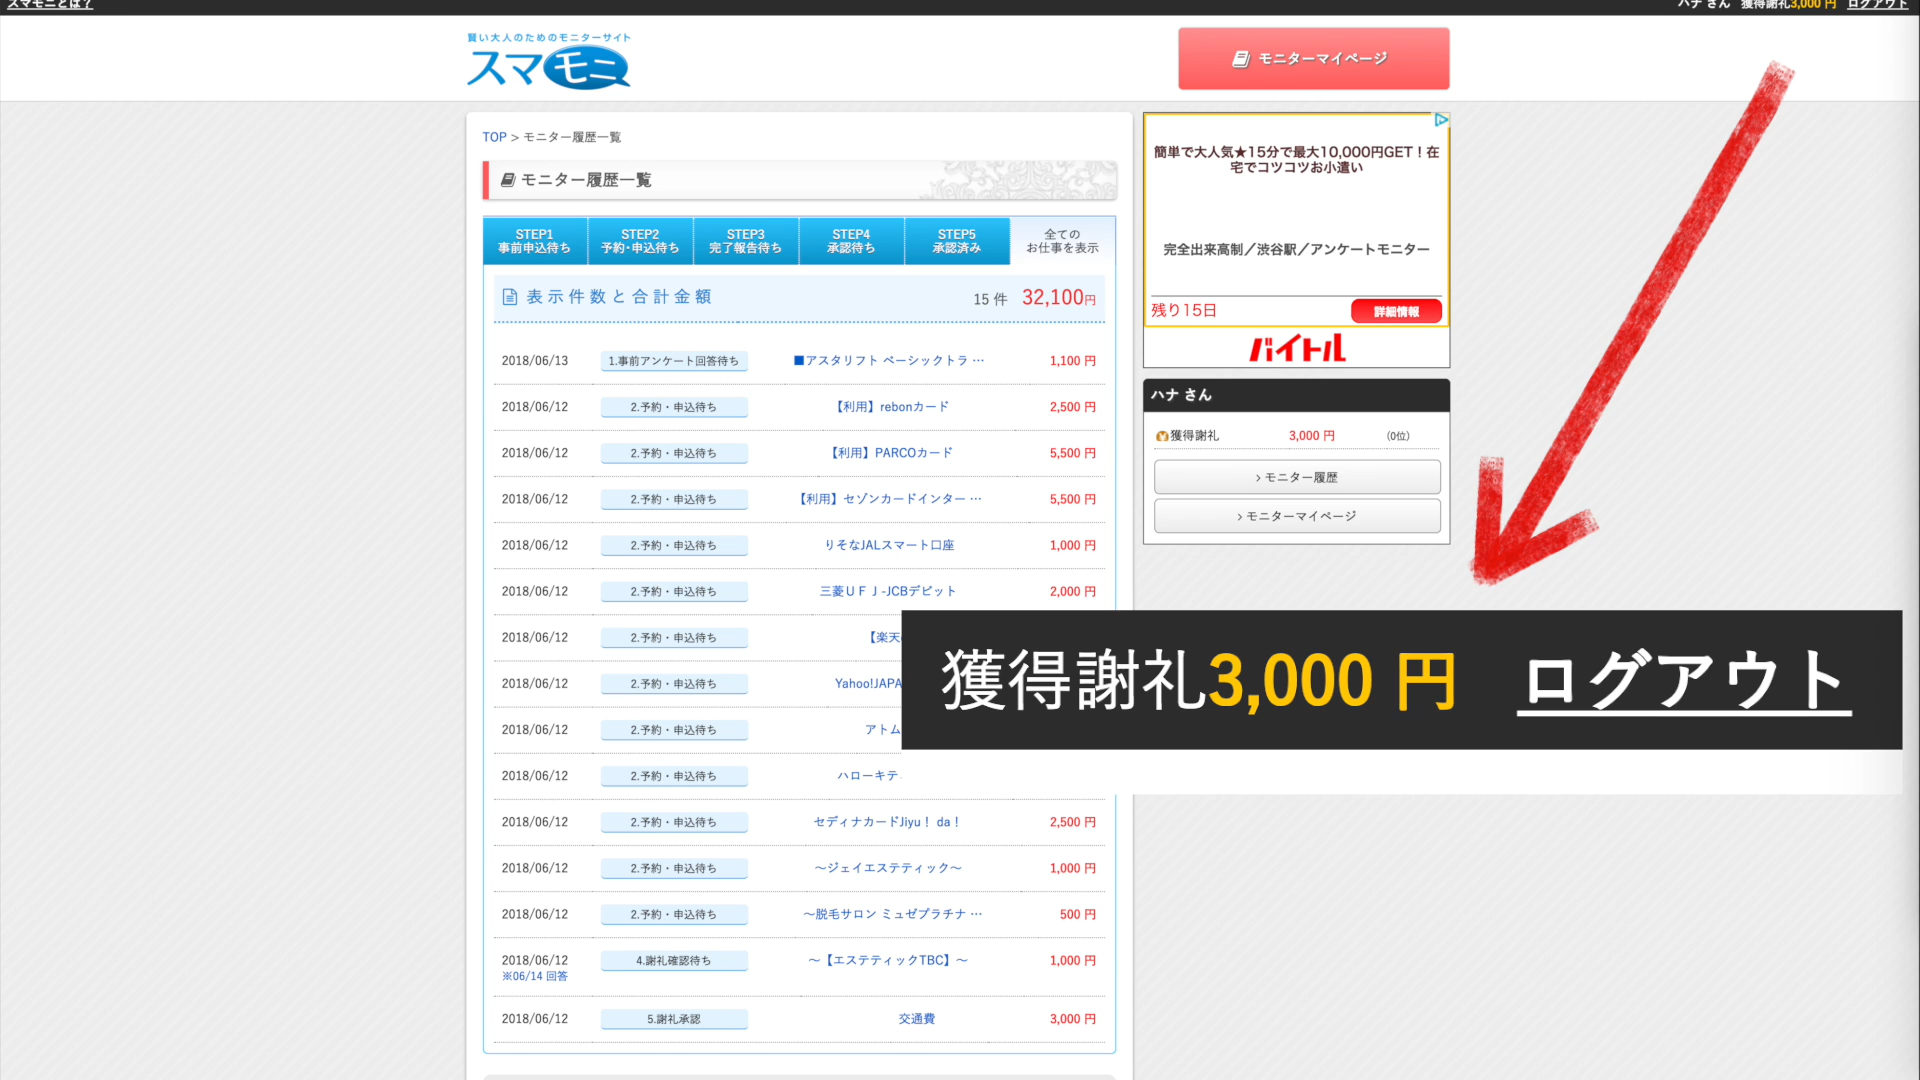 スマモニとは？
ハナ さん 獲得謝礼3,000 円 ログアウト
賢い大人のためのモニターサイト
スマモニ
モニターマイページ
TOP > モニター履歴一覧
モニター履歴一覧
STEP1
事前申込待ち
STEP2
予約･申込待ち
STEP3
完了報告待ち
STEP4
承認待ち
STEP5
承認済み
全ての
お仕事を表示
表示件数と合計金額 15 件 32,100円
2018/06/13 1.事前アンケート回答待ち ■アスタリフト ベーシックトラ … 1,100 円
2018/06/12 2.予約・申込待ち 【利用】rebonカード 2,500 円
2018/06/12 2.予約・申込待ち 【利用】PARCOカード 5,500 円
2018/06/12 2.予約・申込待ち 【利用】セゾンカードインター … 5,500 円
2018/06/12 2.予約・申込待ち りそなJALスマート口座 1,000 円
2018/06/12 2.予約・申込待ち 三菱ＵＦＪ-JCBデビット 2,000 円
2018/06/12 2.予約・申込待ち 【楽天
2018/06/12 2.予約・申込待ち Yahoo!JAPA
2018/06/12 2.予約・申込待ち アトム
2018/06/12 2.予約・申込待ち ハローキテ
2018/06/12 2.予約・申込待ち セディナカードJiyu！ da！ 2,500 円
2018/06/12 2.予約・申込待ち ～ジェイエステティック～ 1,000 円
2018/06/12 2.予約・申込待ち ～脱毛サロン ミュゼプラチナ … 500 円
2018/06/12 4.謝礼確認待ち ～【エステティックTBC】～ 1,000 円
※06/14 回答
2018/06/12 5.謝礼承認 交通費 3,000 円
簡単で大人気★15分で最大10,000円GET！在
宅でコツコツお小遣い
完全出来高制／渋谷駅／アンケートモニター
残り15日 詳細情報
バイトル
ハナ さん
獲得謝礼 3,000 円 (0位)
› モニター履歴
› モニターマイページ
獲得謝礼3,000 円 ログアウト